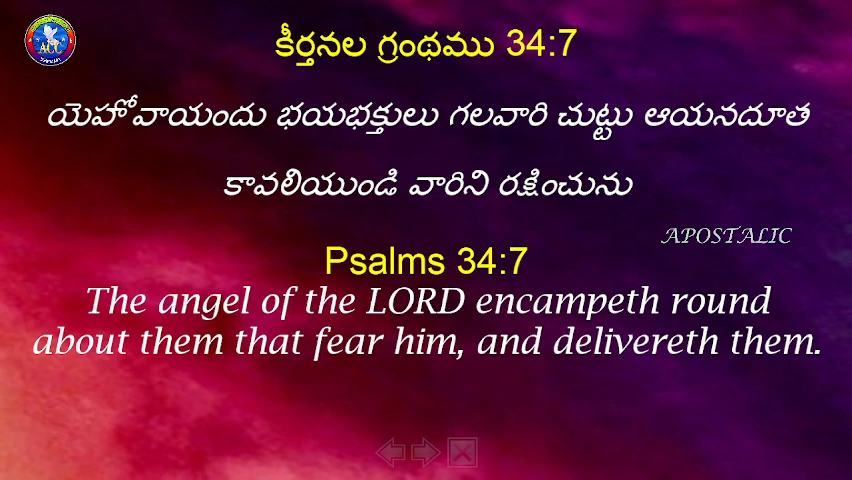 ACC
కీర్తనల గ్రంథము 34:7
యెహోవాయందు భయభక్తులు గలవారి చుట్టు ఆయనదూత
కావలియుండి వారిని రక్షించును
APOSTALIC
Psalms 34:7
The angel of the LORD encampeth round
about them that fear him, and delivereth them.